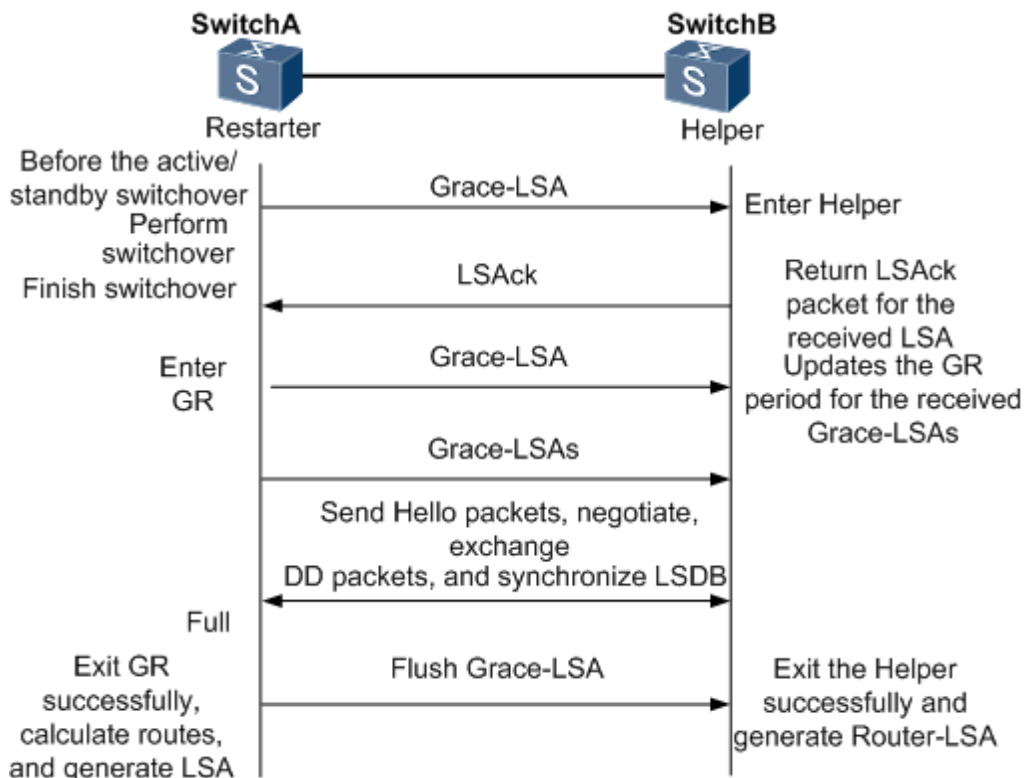 SwitchA
SwitchB
S
S
Restarter
Helper
Before the active/
standby switchover
Grace-LSA
Enter Helper
Perform
switchover
Finish switchover
LSAck
Return LSAck
packet for the
received LSA
Enter
GR
Grace-LSA
Updates the GR
period for the received
Grace-LSAs
Grace-LSAs
Send Hello packets, negotiate,
exchange
DD packets, and synchronize LSDB
Full
Exit GR
successfully,
calculate routes,
and generate LSA
Flush Grace-LSA
Exit the Helper
successfully and
generate Router-LSA